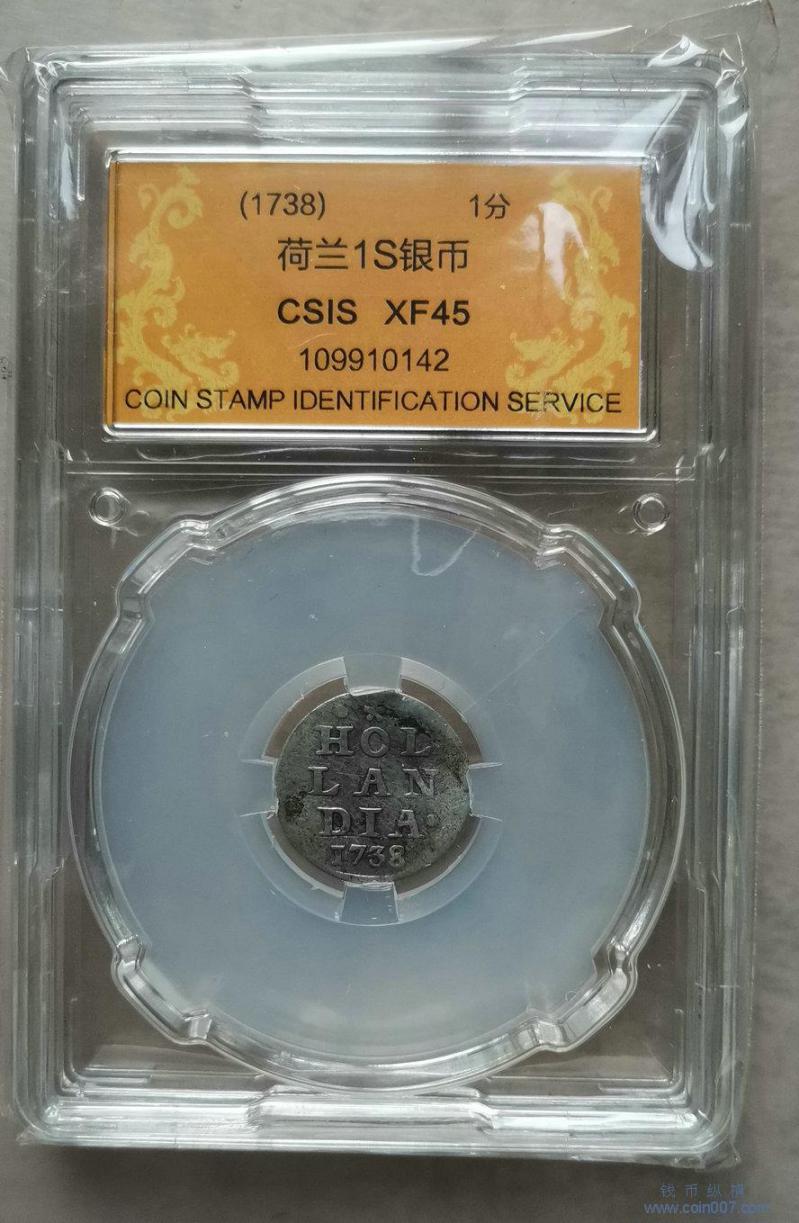 (1738) 1分
荷兰1S银币
CSIS XF45
109910142
COIN STAMP IDENTIFICATION SERVICE
HOL
LAN
DIA
1738
钱币纵横
www.coin007.com